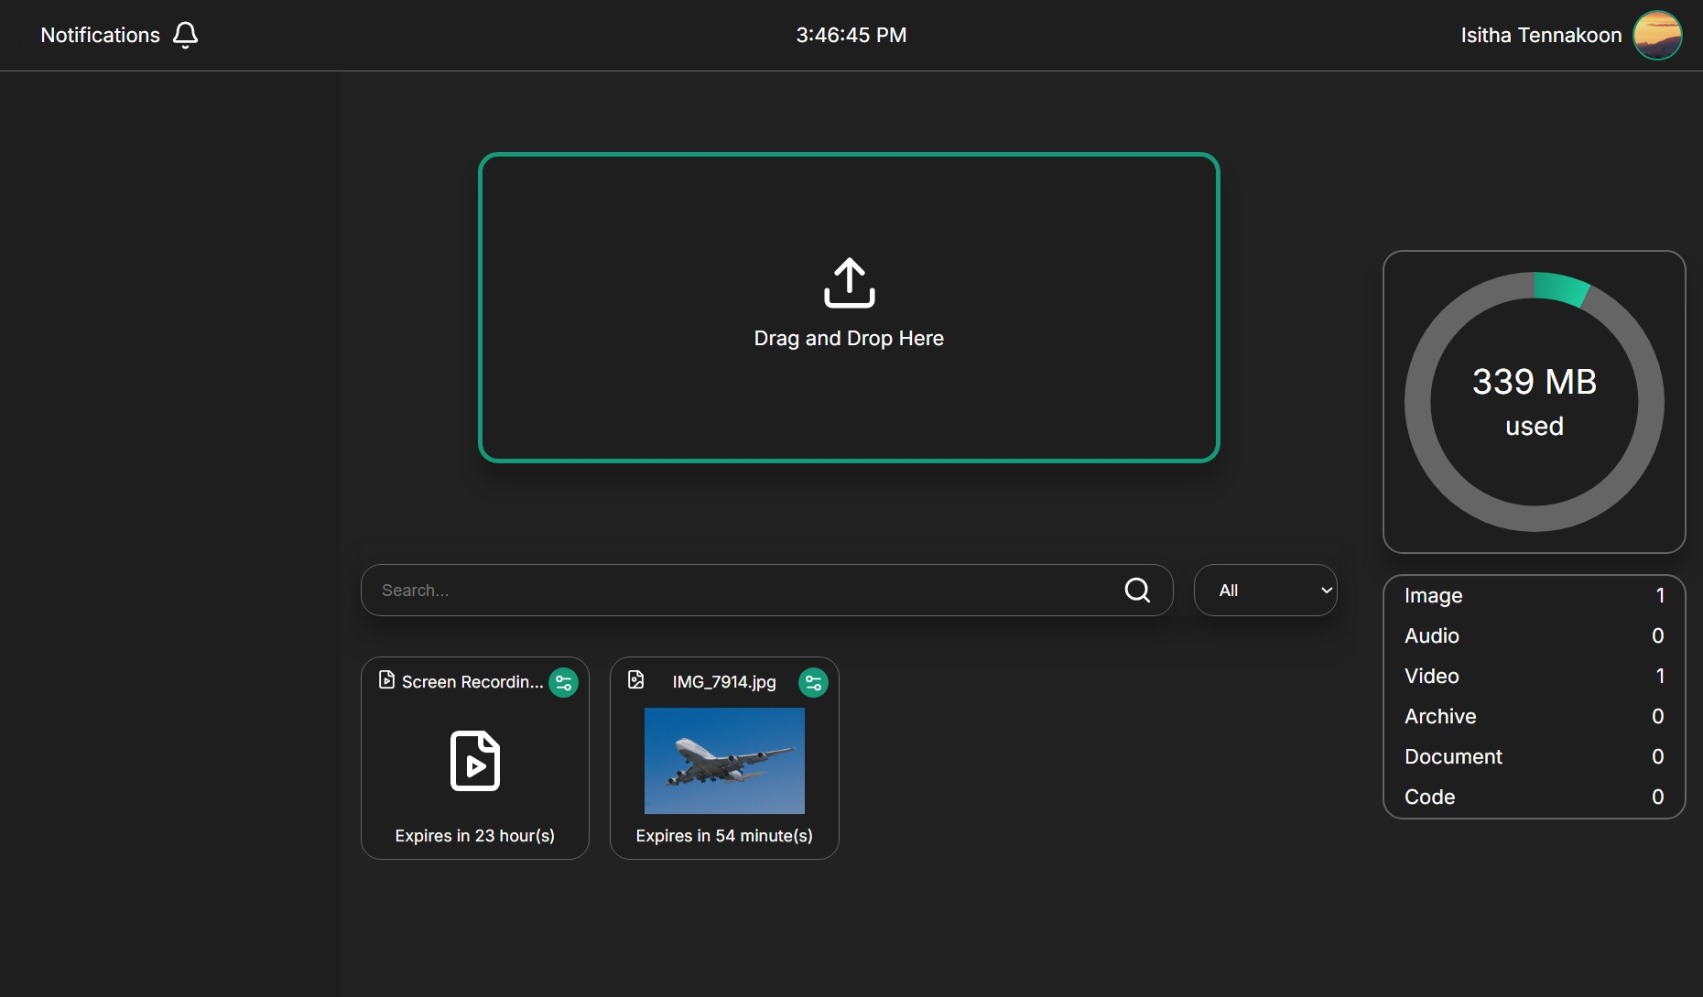 Notifications
3:46:45 PM
Isitha Tennakoon
Drag and Drop Here
339 MB
used
Search...
All
Image 1
Audio 0
Video 1
Archive 0
Document 0
Code 0
Screen Recordin...
Expires in 23 hour(s)
IMG_7914.jpg
Expires in 54 minute(s)